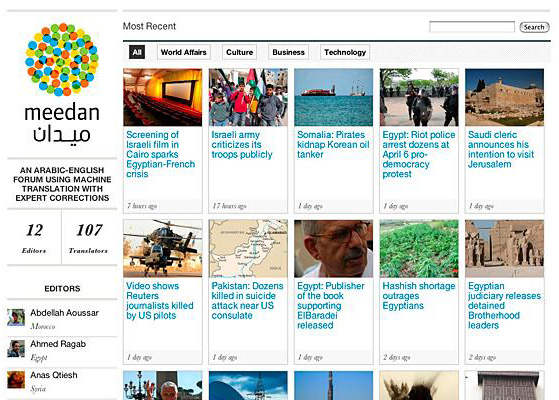 meedan
ميدان
AN ARABIC-ENGLISH
FORUM USING MACHINE
TRANSLATION WITH
EXPERT CORRECTIONS
12
Editors
107
Translators
EDITORS
Abdellah Aoussar
Morocco
Ahmed Ragab
Egypt
Anas Qtiesh
Syria
Most Recent
Search
All
World Affairs
Culture
Business
Technology
Screening of
Israeli film in
Cairo sparks
Egyptian-French
crisis
7 hours ago
Israeli army
criticizes its
troops publicly
17 hours ago
Somalia: Pirates
kidnap Korean oil
tanker
1 day ago
Egypt: Riot police
arrest dozens at
April 6 pro-
democracy
protest
1 day ago
Saudi cleric
announces his
intention to visit
Jerusalem
1 day ago
Video shows
Reuters
journalists killed
by US pilots
1 day ago
Pakistan: Dozens
killed in suicide
attack near US
consulate
1 day ago
Egypt: Publisher
of the book
supporting
ElBaradei
released
1 day ago
Hashish shortage
outrages
Egyptians
2 days ago
Egyptian
judiciary releases
detained
Brotherhood
leaders
2 days ago